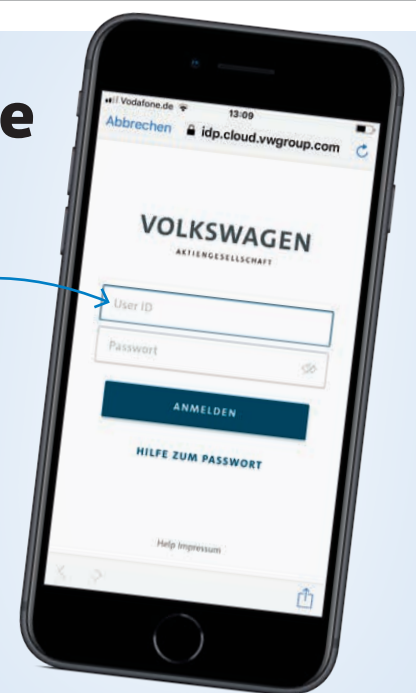 e
Vodafone.de
13:09
Abbrechen idp.cloud.vwgroup.com
VOLKSWAGEN
AKTIENGESELLSCHAFT
User ID
Passwort
ANMELDEN
HILFE ZUM PASSWORT
Help Impressum